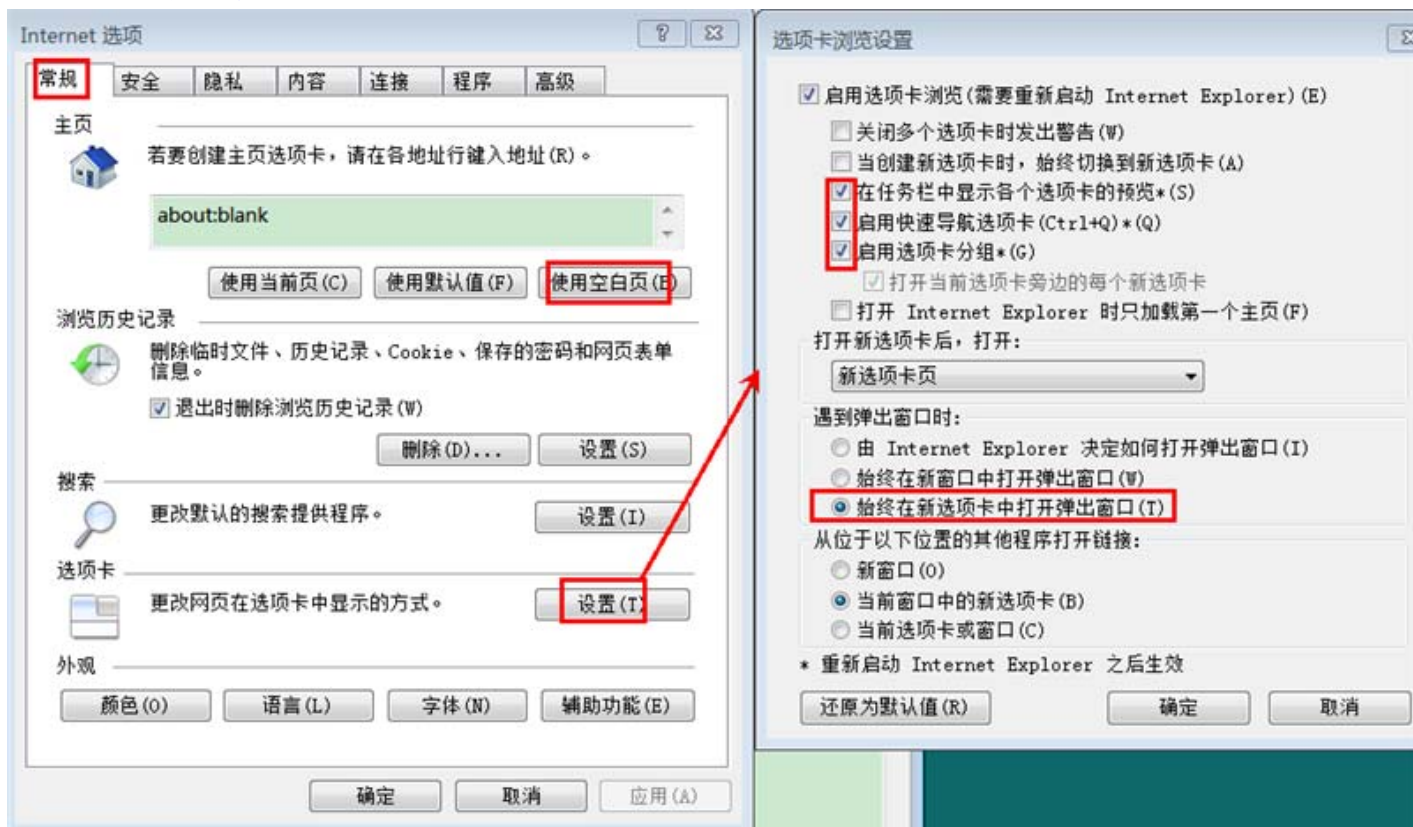 Internet 选项
常规 安全 隐私 内容 连接 程序 高级
主页
若要创建主页选项卡，请在各地址行键入地址(R)。
about:blank
使用当前页(C) 使用默认值(F) 使用空白页(B)
浏览历史记录
删除临时文件、历史记录、Cookie、保存的密码和网页表单
信息。
退出时删除浏览历史记录(W)
删除(D)... 设置(S)
搜索
更改默认的搜索提供程序。
设置(I)
选项卡
更改网页在选项卡中显示的方式。
设置(T)
外观
颜色(O) 语言(L) 字体(N) 辅助功能(E)
确定 取消 应用(A)
选项卡浏览设置
启用选项卡浏览(需要重新启动 Internet Explorer)(E)
关闭多个选项卡时发出警告(W)
当创建新选项卡时，始终切换到新选项卡(A)
在任务栏中显示各个选项卡的预览*(S)
启用快速导航选项卡(Ctrl+Q)*(Q)
启用选项卡分组*(G)
打开当前选项卡旁边的每个新选项卡
打开 Internet Explorer 时只加载第一个主页(F)
打开新选项卡后，打开:
新选项卡页
遇到弹出窗口时:
由 Internet Explorer 决定如何打开弹出窗口(I)
始终在新窗口中打开弹出窗口(W)
始终在新选项卡中打开弹出窗口(T)
从位于以下位置的其他程序打开链接:
新窗口(O)
当前窗口中的新选项卡(B)
当前选项卡或窗口(C)
* 重新启动 Internet Explorer 之后生效
还原为默认值(R) 确定 取消